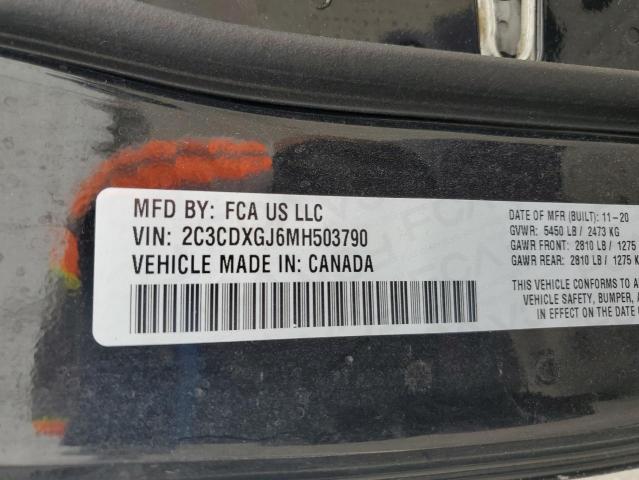 MFD BY: FCA US LLC
VIN: 2C3CDXGJ6MH503790
VEHICLE MADE IN: CANADA
DATE OF MFR (BUILT): 11-20
GVWR: 5450 LB / 2473 KG
GAWR FRONT: 2810 LB / 1275
GAWR REAR: 2810 LB / 1275 K
THIS VEHICLE CONFORMS TO A
VEHICLE SAFETY, BUMPER, A
IN EFFECT ON THE DATE